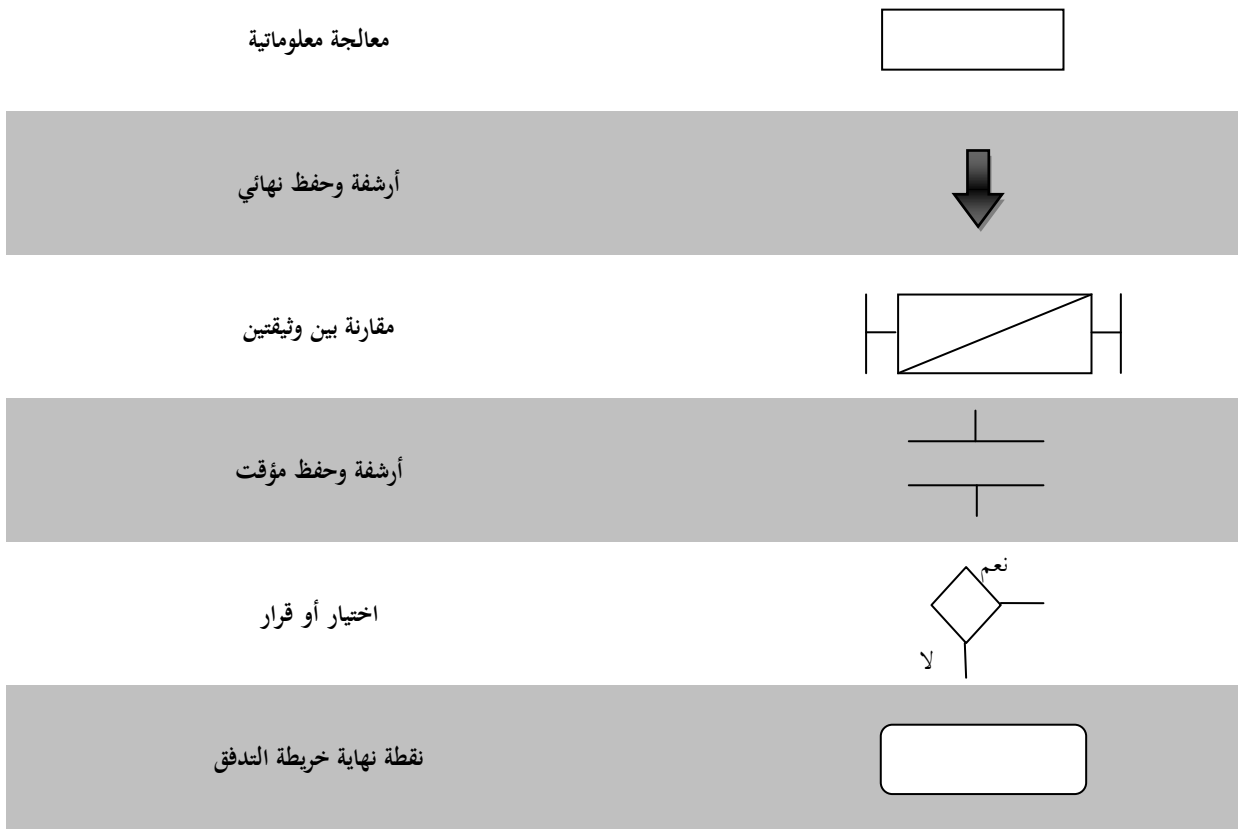 معالجة معلوماتية
أرشفة وحفظ نهائي
مقارنة بين وثيقتين
أرشفة وحفظ مؤقت
نعم
اختيار أو قرار
لا
نقطة نهاية خريطة التدفق